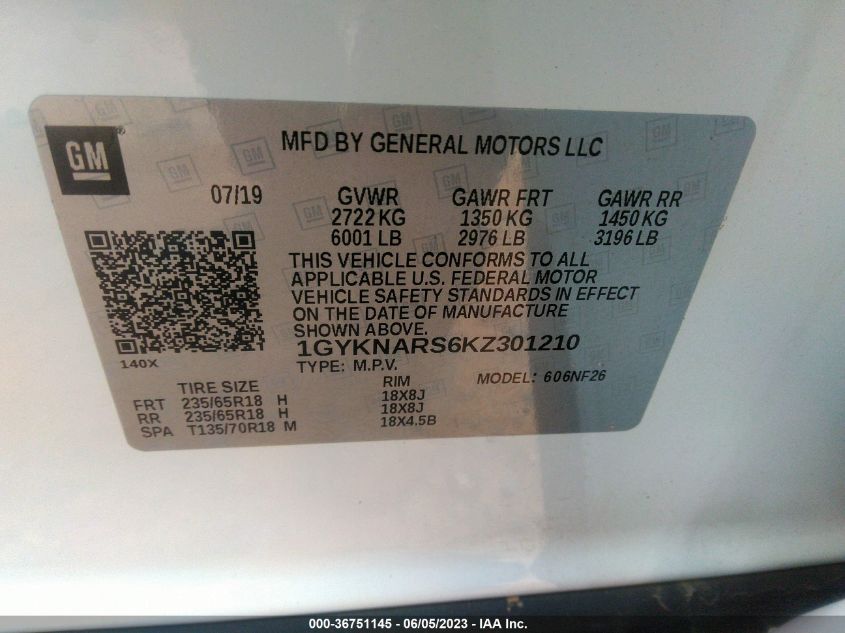 GM
MFD BY GENERAL MOTORS LLC
07/19 GVWR GAWR FRT GAWR RR
2722 KG 1350 KG 1450 KG
6001 LB 2976 LB 3196 LB
THIS VEHICLE CONFORMS TO ALL
APPLICABLE U.S. FEDERAL MOTOR
VEHICLE SAFETY STANDARDS IN EFFECT
ON THE DATE OF MANUFACTURE
SHOWN ABOVE.
1GYKNARS6KZ301210
140X
TYPE: M.P.V. MODEL: 606NF26
TIRE SIZE RIM
FRT 235/65R18 H 18X8J
RR 235/65R18 H 18X8J
SPA T135/70R18 M 18X4.5B
000-36751145 - 06/05/2023 - IAA Inc.